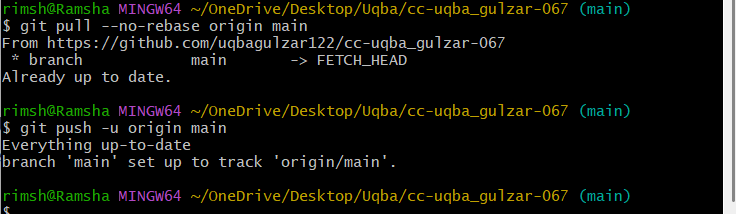 rimsh@Ramsha MINGW64 ~/OneDrive/Desktop/Uqba/cc-uqba_gulzar-067 (main)
$ git pull --no-rebase origin main
From https://github.com/uqbagulzar122/cc-uqba_gulzar-067
 * branch            main       -> FETCH_HEAD
Already up to date.

rimsh@Ramsha MINGW64 ~/OneDrive/Desktop/Uqba/cc-uqba_gulzar-067 (main)
$ git push -u origin main
Everything up-to-date
branch 'main' set up to track 'origin/main'.

rimsh@Ramsha MINGW64 ~/OneDrive/Desktop/Uqba/cc-uqba_gulzar-067 (main)
$